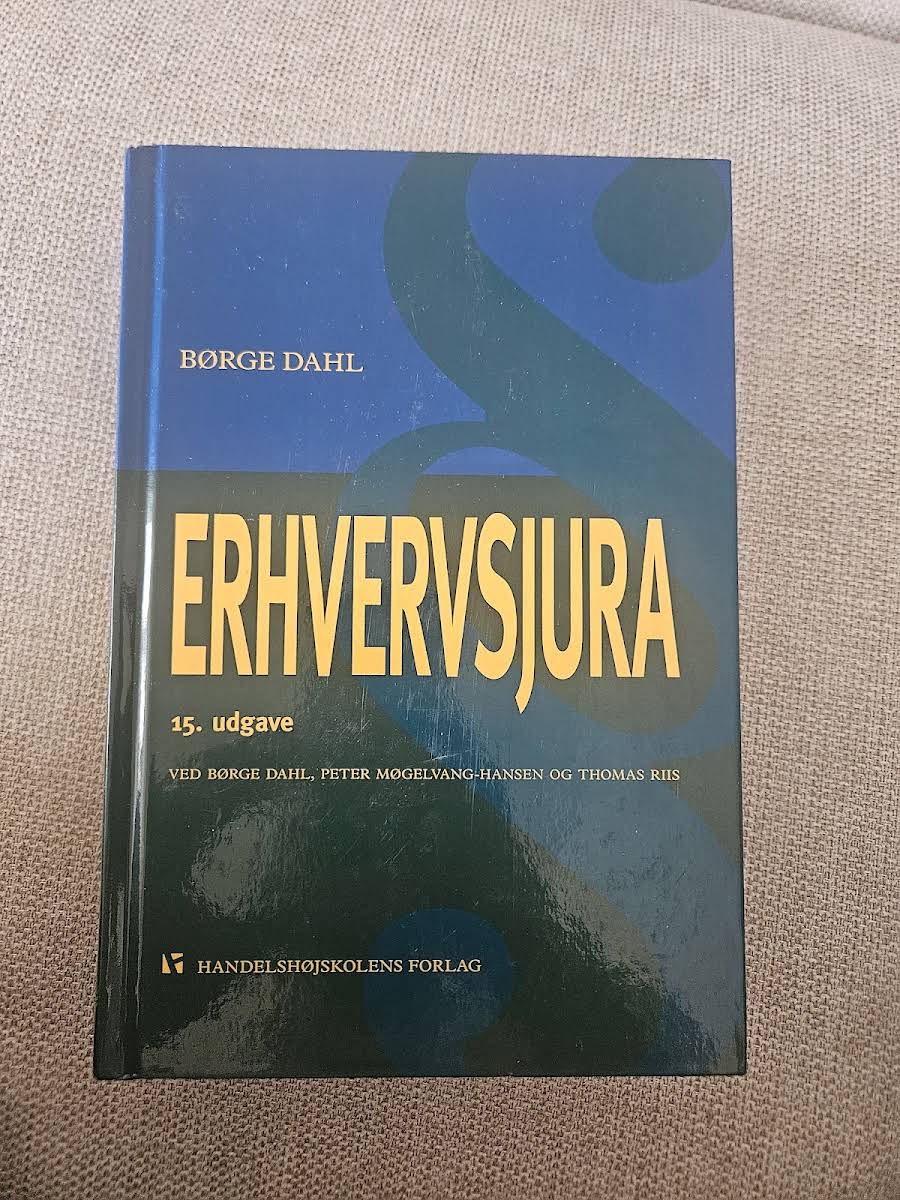 BØRGE DAHL
ERHVERVSJURA
15. udgave
VED BØRGE DAHL, PETER MØGELVANG-HANSEN OG THOMAS RIIS
HANDELSHØJSKOLENS FORLAG